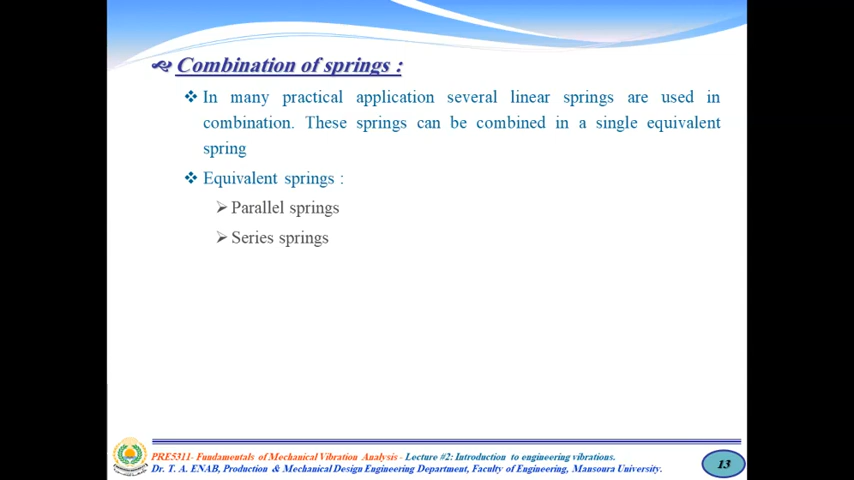 Combination of springs :
In many practical application several linear springs are used in
combination. These springs can be combined in a single equivalent
spring
Equivalent springs :
Parallel springs
Series springs
PRE5311- Fundamentals of Mechanical Vibration Analysis - Lecture #2: Introduction to engineering vibrations.
Dr. T. A. ENAB, Production & Mechanical Design Engineering Department, Faculty of Engineering, Mansoura University.
13